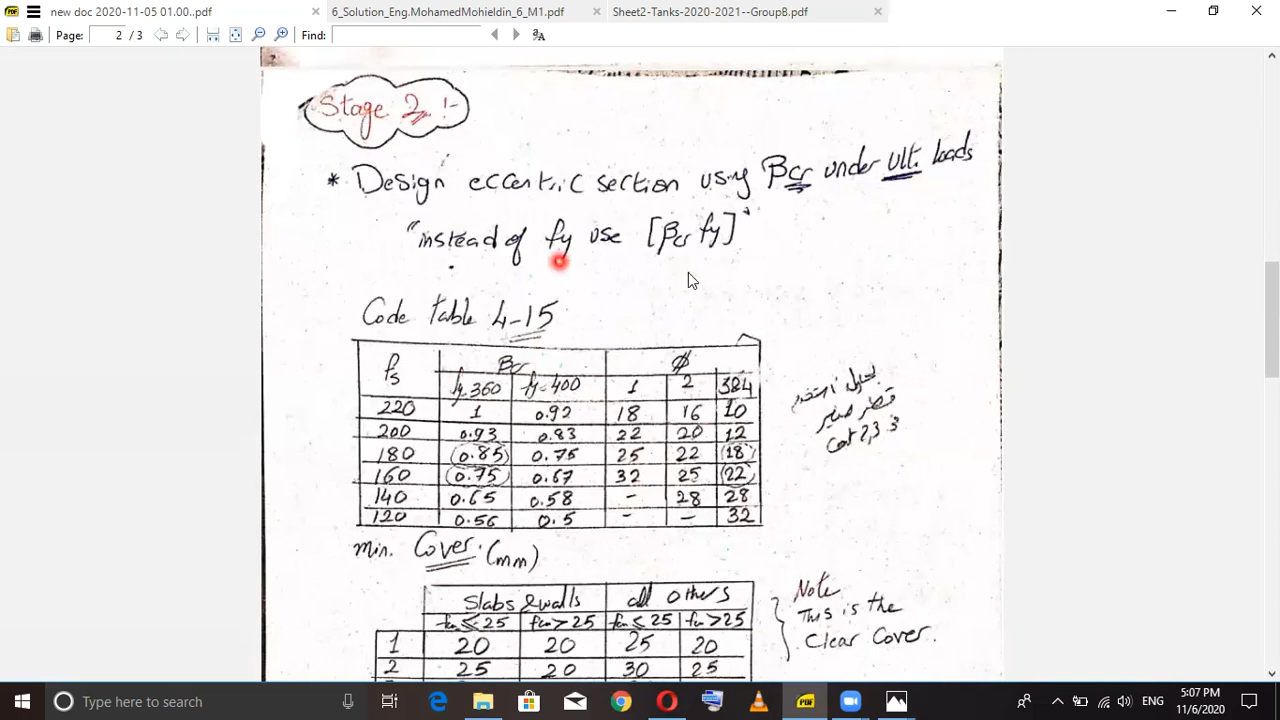 new doc 2020-11-05 01.00..pdf
6_Solution_Eng.MohamedMohieldin_6_M1.pdf
Sheet2-Tanks-2020-2021--GroupB.pdf
Page: 2 / 3 Find:
Stage 2 :-
* Design eccentric section using βcr under ult. loads
"instead of fy use [βcr fy]"
Code table 4-15
fs βcr ϕ
fy=360 fy=400 1 2 3&4
220 1 0.92 18 16 10
200 0.93 0.83 22 20 12
180 0.85 0.75 25 22 18
160 0.75 0.67 32 25 22
140 0.65 0.58 - 28 28
120 0.56 0.5 - - 32
قطر صغير
cat 2,3
min. Cover. (mm)
Slabs & walls all others
fcu ≤ 25 fcu > 25 fcu ≤ 25 fcu > 25
1 20 20 25 20
2 25 20 30 25
Note
This is the
Clear Cover.
Type here to search
ENG
5:07 PM
11/6/2020